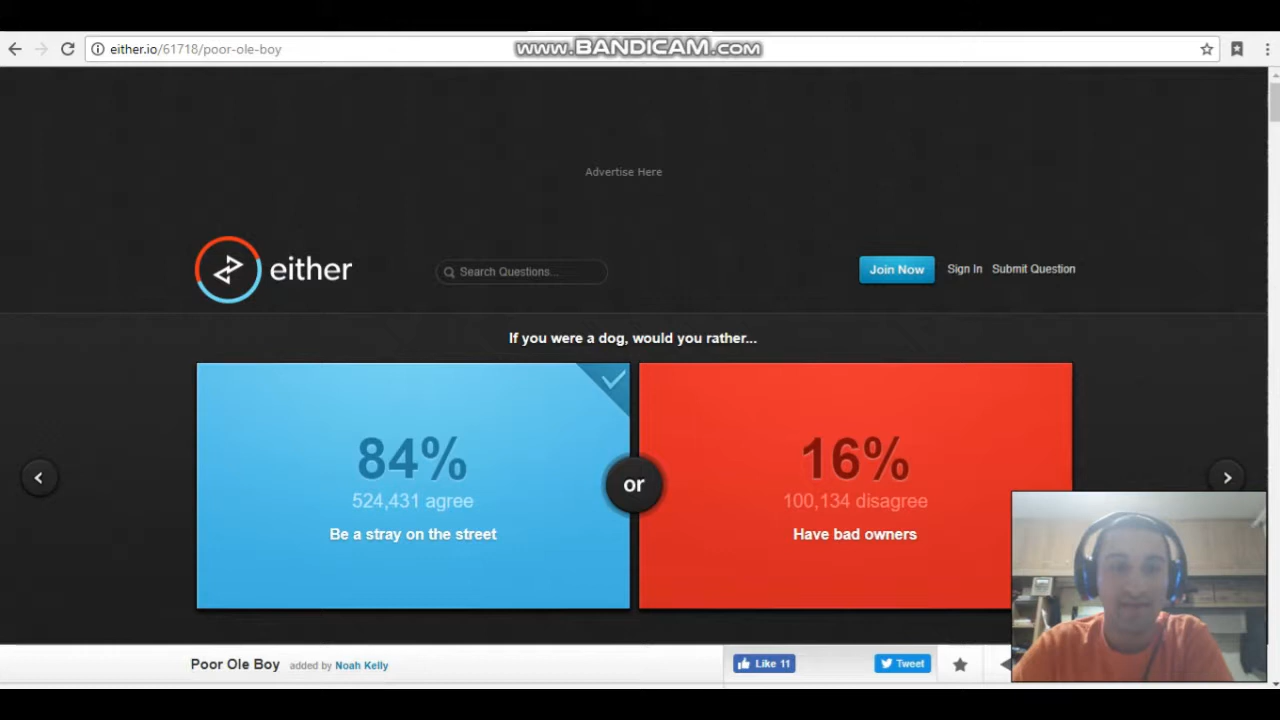 either.io/61718/poor-ole-boy
www.BANDICAM.com
Advertise Here
either
Search Questions...
Join Now
Sign In
Submit Question
If you were a dog, would you rather...
84%
524,431 agree
Be a stray on the street
or
16%
100,134 disagree
Have bad owners
Poor Ole Boy added by Noah Kelly
Like 11
Tweet